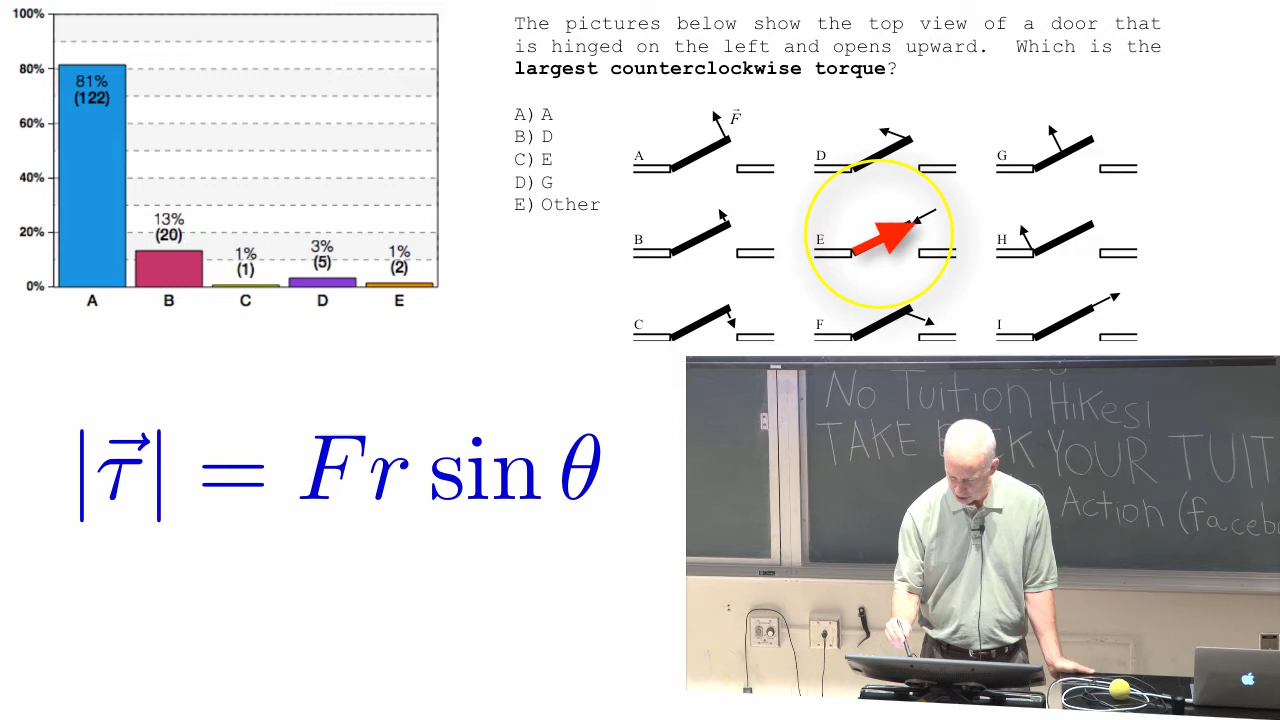 100%
80%
60%
40%
20%
0%
81%
(122)
13%
(20)
1%
(1)
3%
(5)
1%
(2)
A B C D E
The pictures below show the top view of a door that
is hinged on the left and opens upward. Which is the
largest counterclockwise torque?
A) A
B) D
C) E
D) G
E) Other
F⃗
A D G
B E H
C F I
|τ⃗| = Fr sin θ
No Tuition Hikes!
TAKE YOUR TUIT
Action (facebo